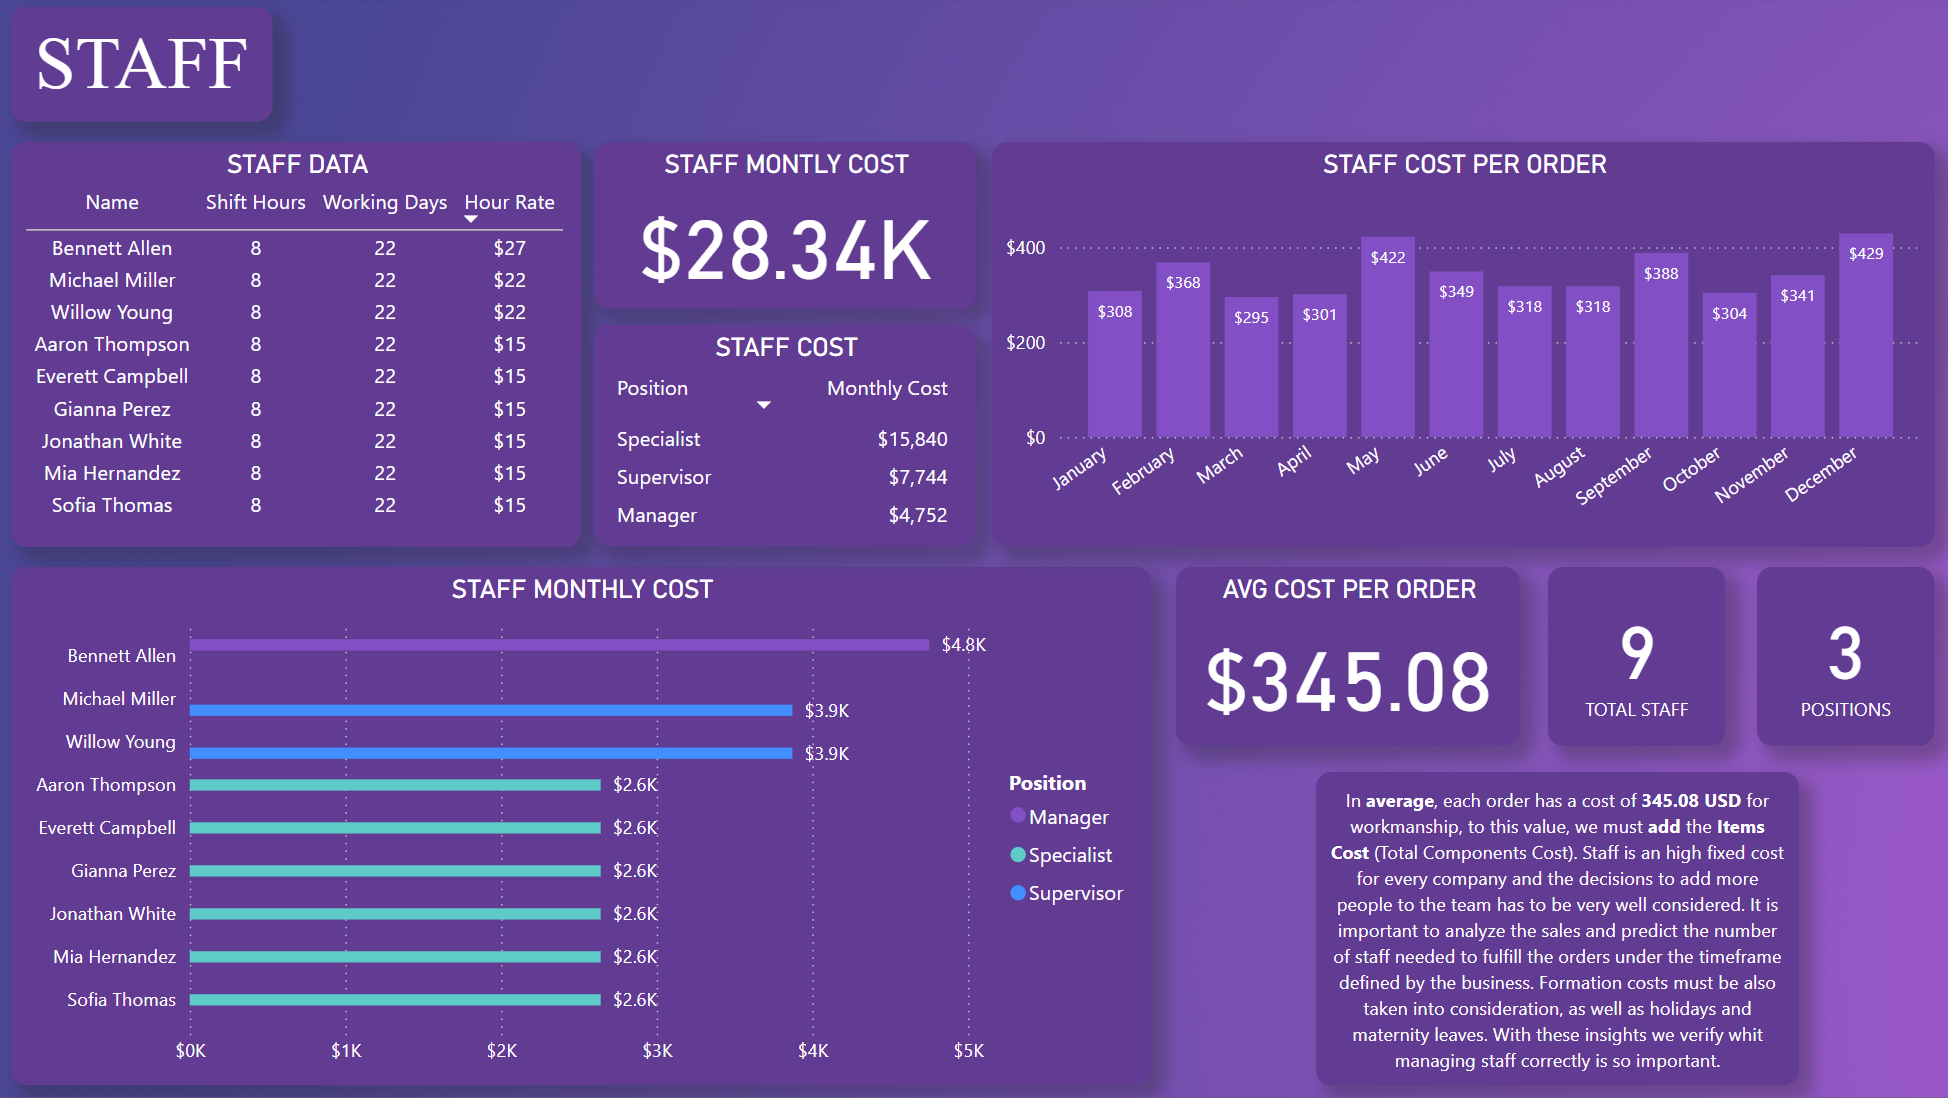 STAFF
STAFF DATA
Name Shift Hours Working Days Hour Rate
Bennett Allen 8 22 $27
Michael Miller 8 22 $22
Willow Young 8 22 $22
Aaron Thompson 8 22 $15
Everett Campbell 8 22 $15
Gianna Perez 8 22 $15
Jonathan White 8 22 $15
Mia Hernandez 8 22 $15
Sofia Thomas 8 22 $15
STAFF MONTLY COST
$28.34K
STAFF COST
Position Monthly Cost
Specialist $15,840
Supervisor $7,744
Manager $4,752
STAFF COST PER ORDER
$400
$200
$0
$308 $368 $295 $301 $422 $349 $318 $318 $388 $304 $341 $429
January February March April May June July August September October November December
STAFF MONTHLY COST
Bennett Allen $4.8K
Michael Miller $3.9K
Willow Young $3.9K
Aaron Thompson $2.6K
Everett Campbell $2.6K
Gianna Perez $2.6K
Jonathan White $2.6K
Mia Hernandez $2.6K
Sofia Thomas $2.6K
$0K $1K $2K $3K $4K $5K
Position
Manager
Specialist
Supervisor
AVG COST PER ORDER
$345.08
9
TOTAL STAFF
3
POSITIONS
In average, each order has a cost of 345.08 USD for
workmanship, to this value, we must add the Items
Cost (Total Components Cost). Staff is an high fixed cost
for every company and the decisions to add more
people to the team has to be very well considered. It is
important to analyze the sales and predict the number
of staff needed to fulfill the orders under the timeframe
defined by the business. Formation costs must be also
taken into consideration, as well as holidays and
maternity leaves. With these insights we verify whit
managing staff correctly is so important.